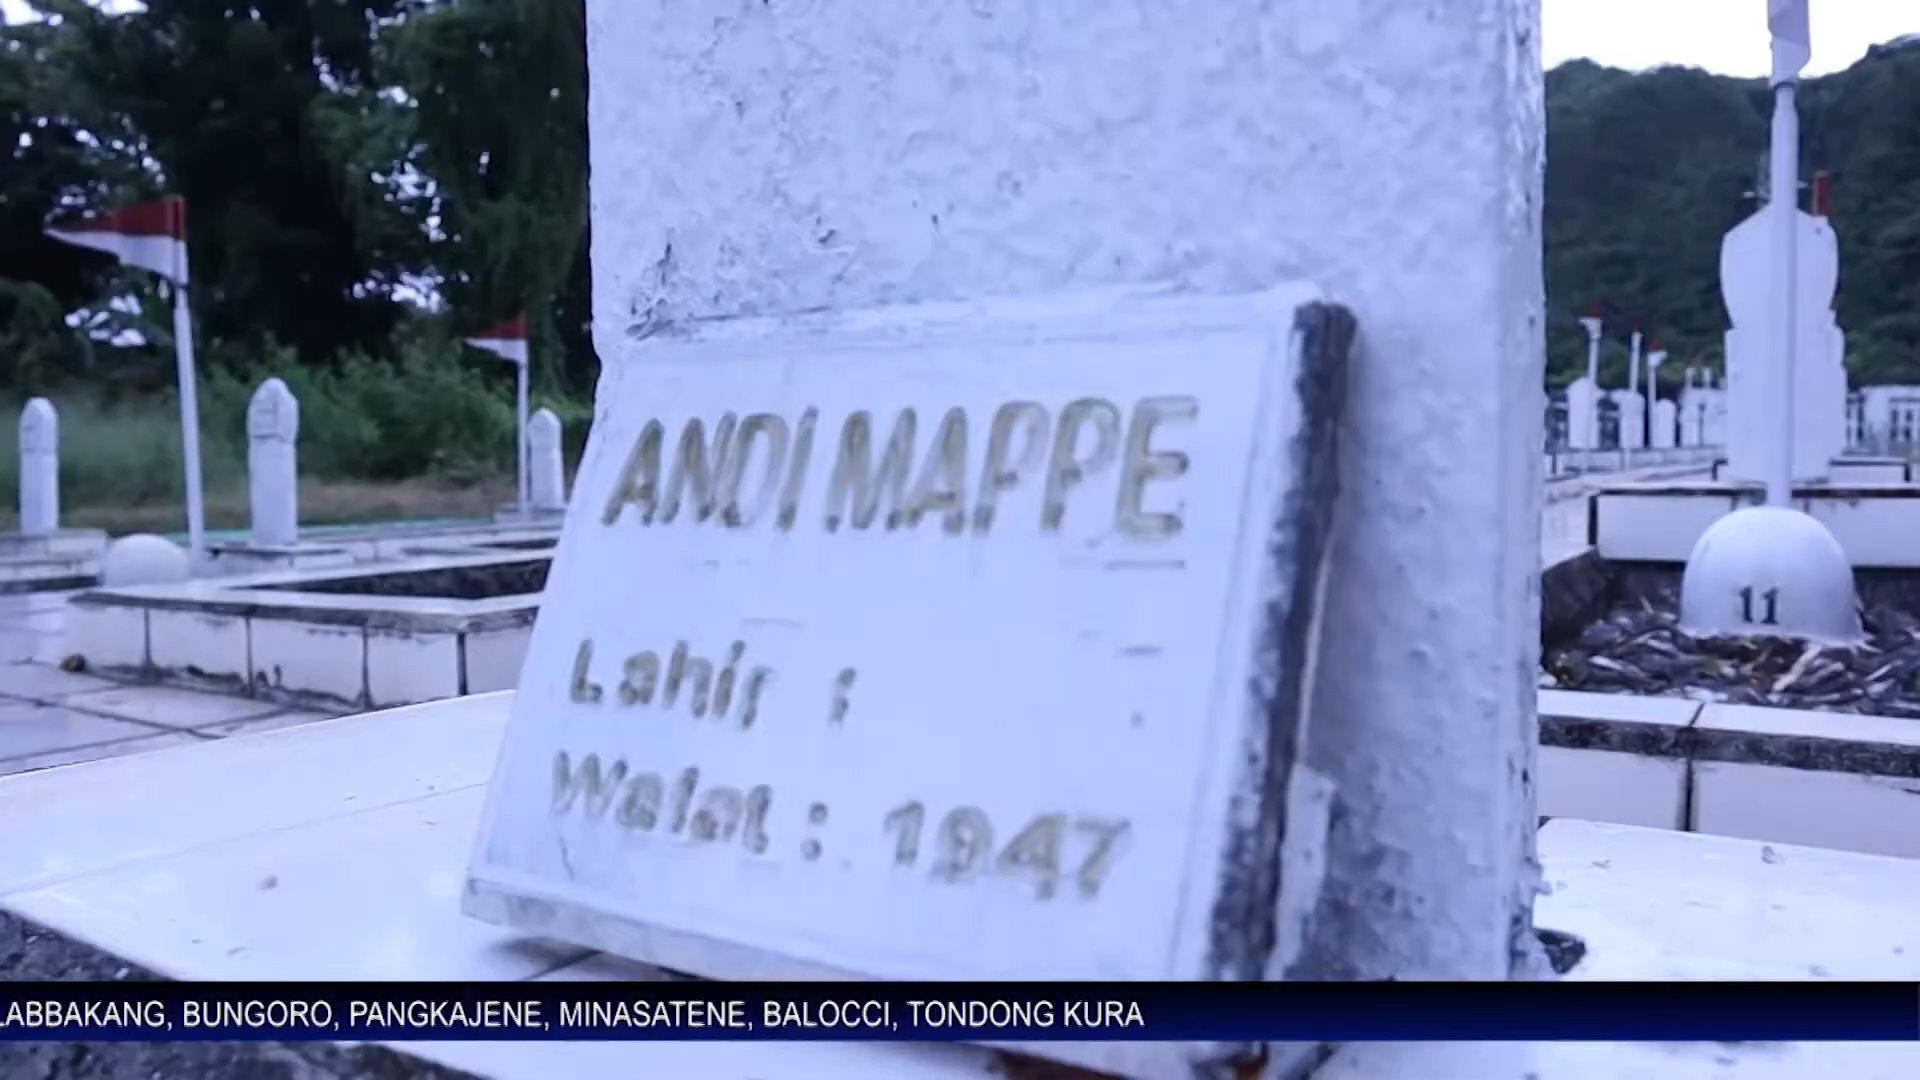 ANDI MAPPE
Lahir :
Wafat : 1947
11
LABBAKANG, BUNGORO, PANGKAJENE, MINASATENE, BALOCCI, TONDONG KURA